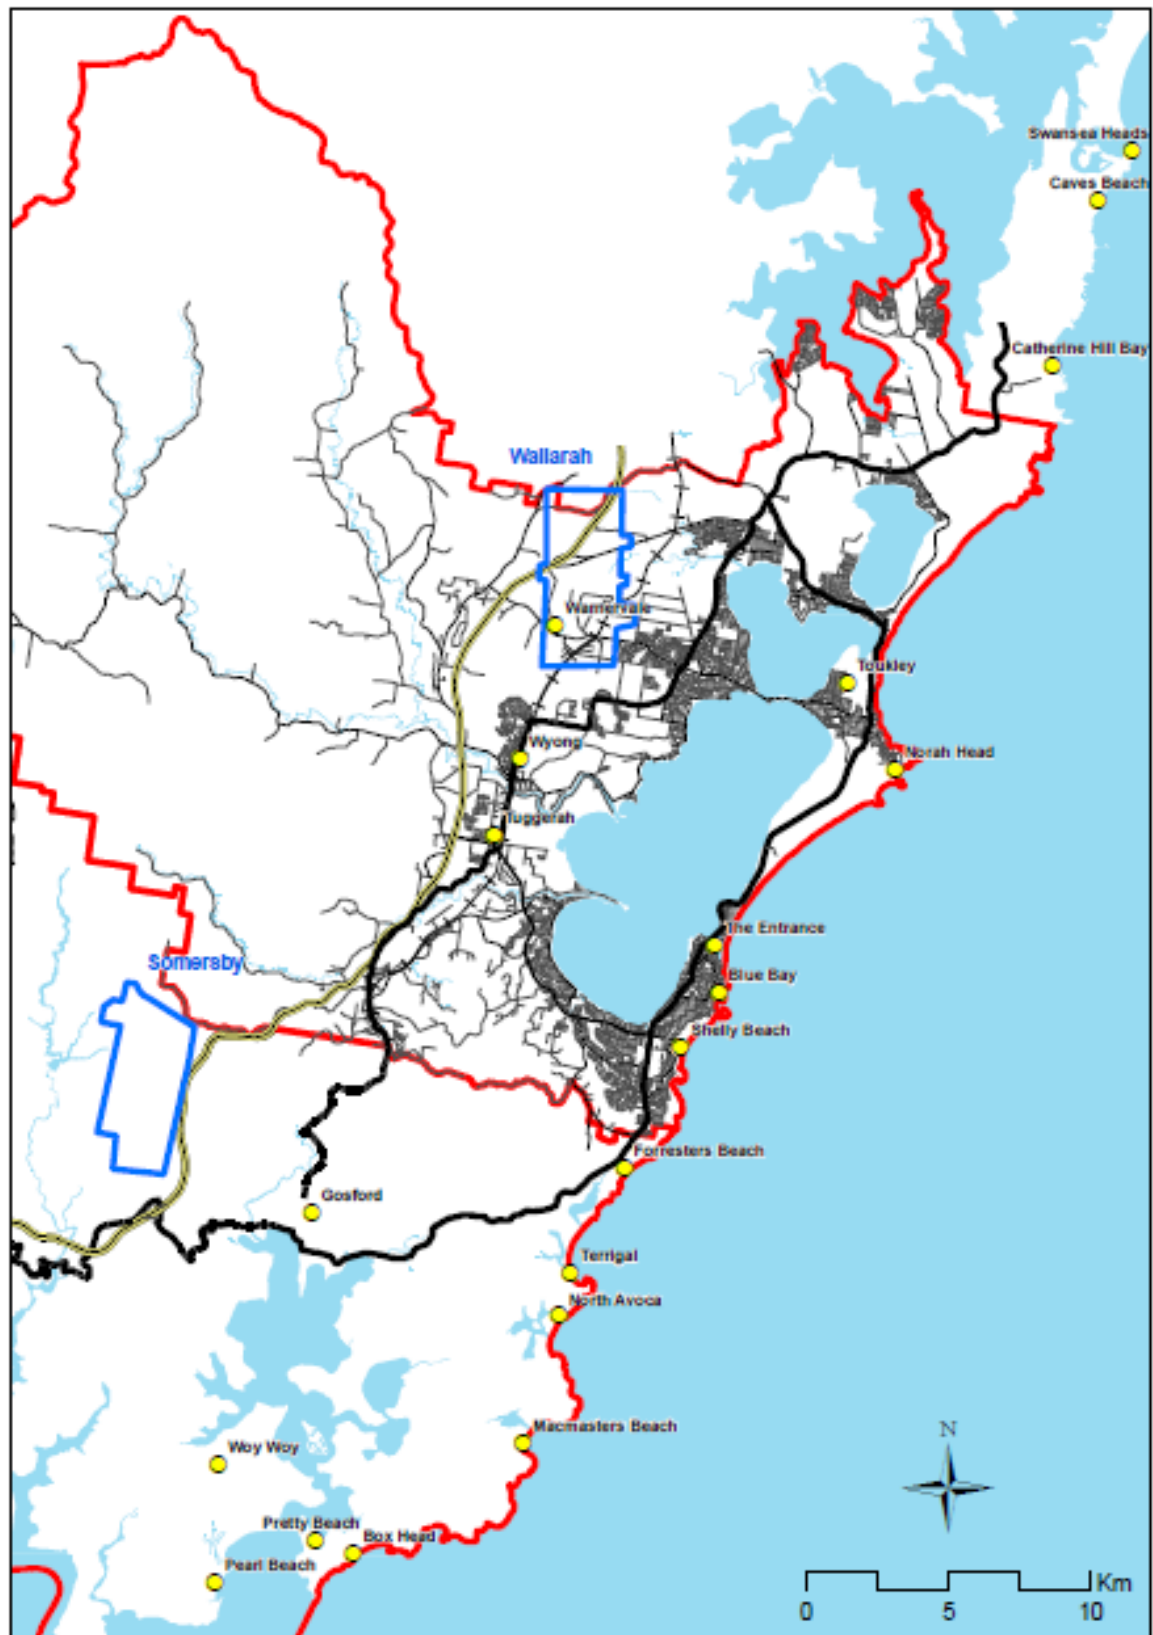 Swansea Heads
Caves Beach
Catherine Hill Bay
Wallarah
Warnervale
Toukley
Wyong
Norah Head
Tuggerah
The Entrance
Somersby
Blue Bay
Shelly Beach
Forresters Beach
Gosford
Terrigal
North Avoca
Macmasters Beach
N
Woy Woy
Pretty Beach
Box Head
Pearl Beach
Km
0 5 10